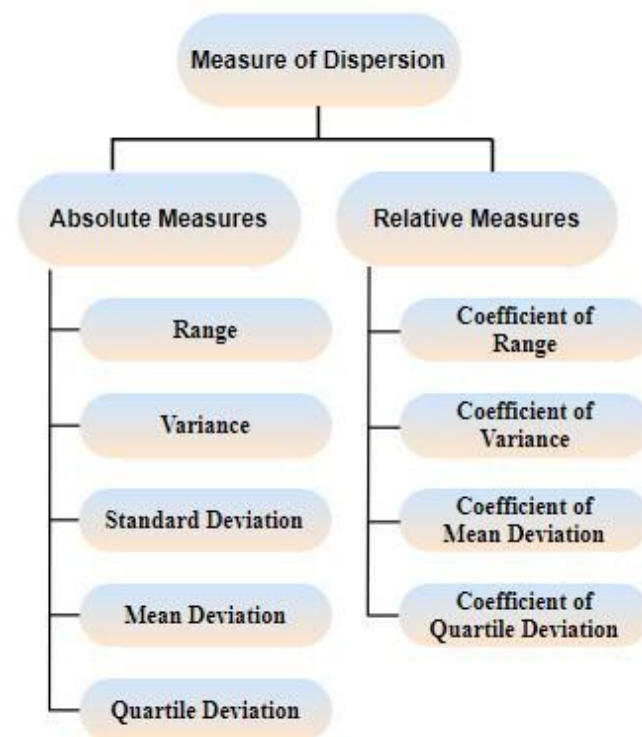 Measure of Dispersion
Absolute Measures
Range
Variance
Standard Deviation
Mean Deviation
Quartile Deviation
Relative Measures
Coefficient of
Range
Coefficient of
Variance
Coefficient of
Mean Deviation
Coefficient of
Quartile Deviation